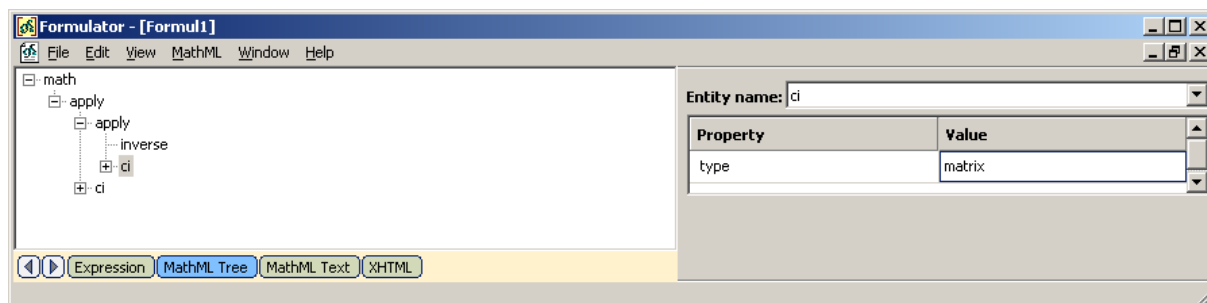 Formulator - [Formul1]
File Edit View MathML Window Help
math
apply
apply
inverse
ci
ci
Entity name: ci
Property Value
type matrix
Expression MathML Tree MathML Text XHTML